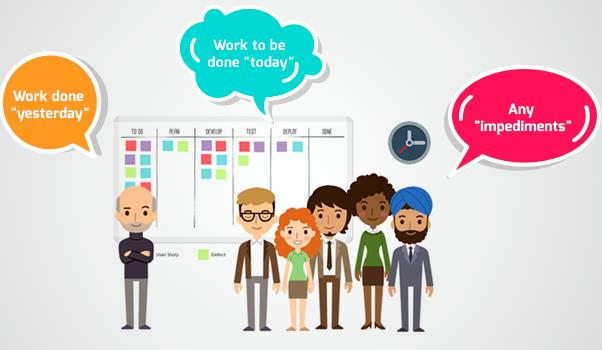 Work to be
done "today"
Work done
"yesterday"
Any
"impediments"
TO DO PLAN DEVELOP TEST DEPLOY DONE
User Story Defect